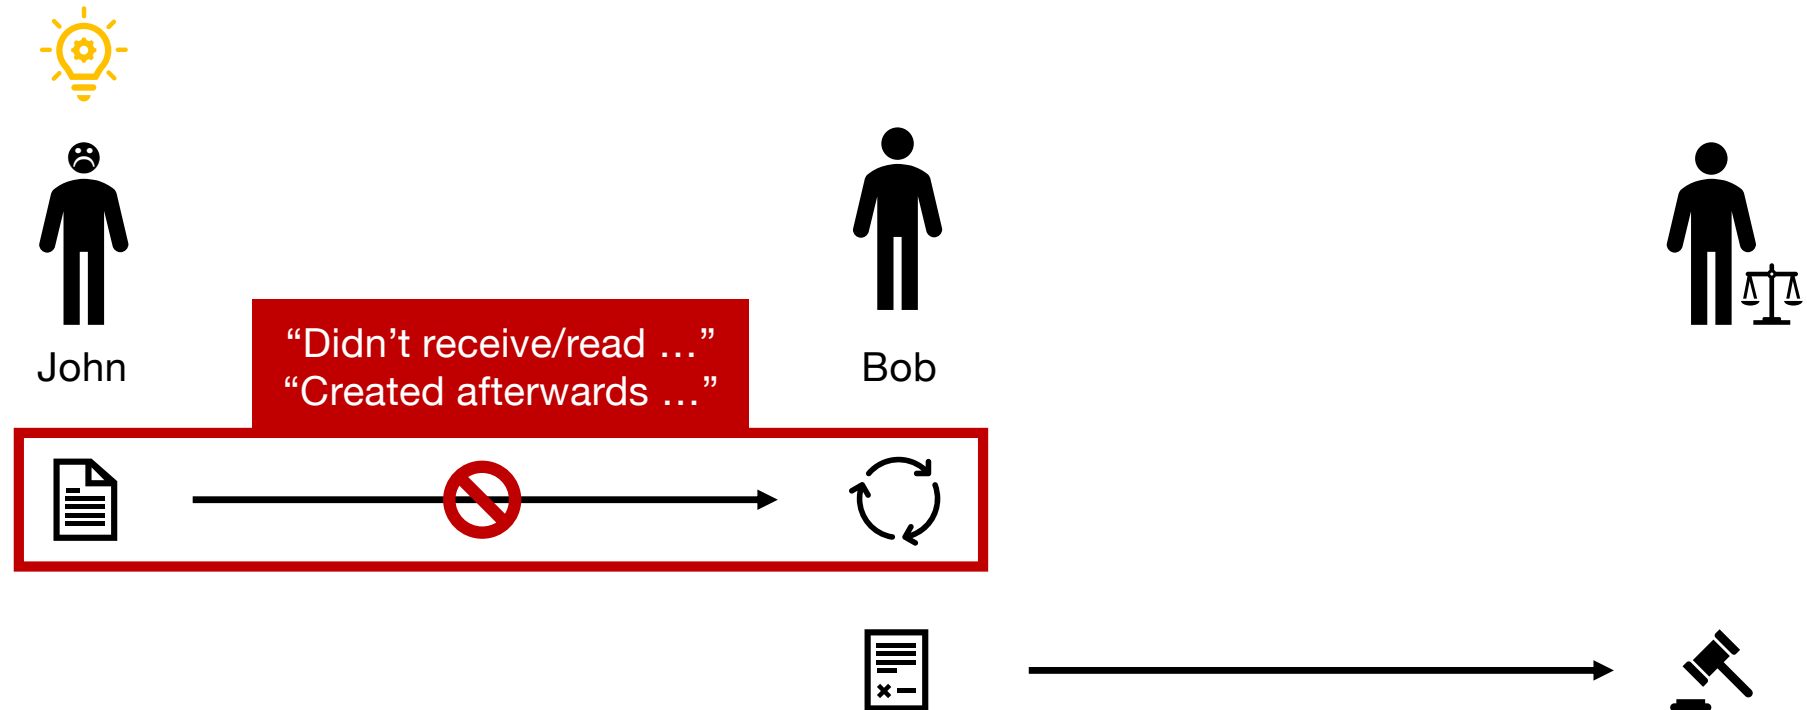 “Didn’t receive/read …”
“Created afterwards …”
John
Bob